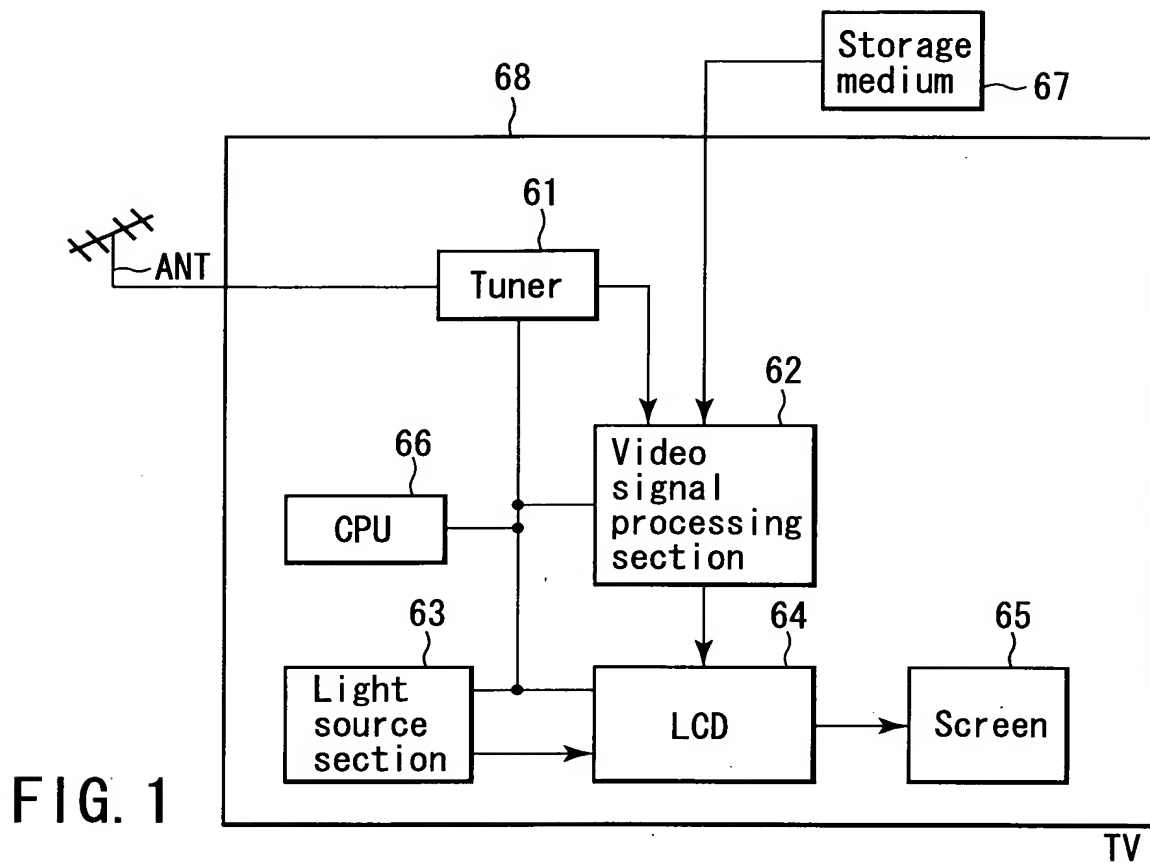 Storage
medium
67
68
61
ANT
Tuner
62
66
Video
signal
processing
section
CPU
63
64
65
Light
source
section
LCD
Screen
FIG. 1
TV